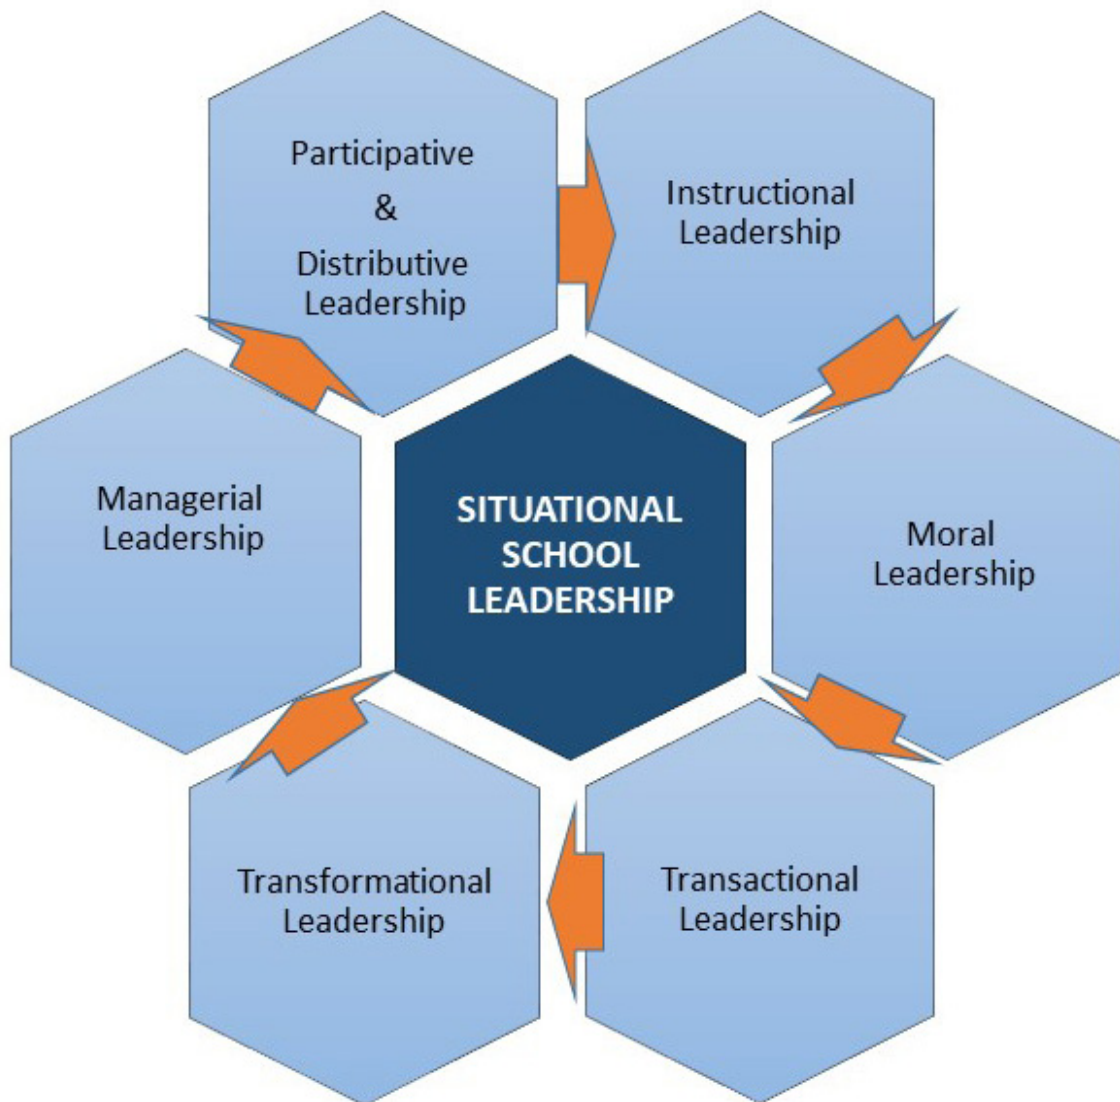 Participative
&
Distributive
Leadership
Instructional
Leadership
Managerial
Leadership
SITUATIONAL
SCHOOL
LEADERSHIP
Moral
Leadership
Transformational
Leadership
Transactional
Leadership